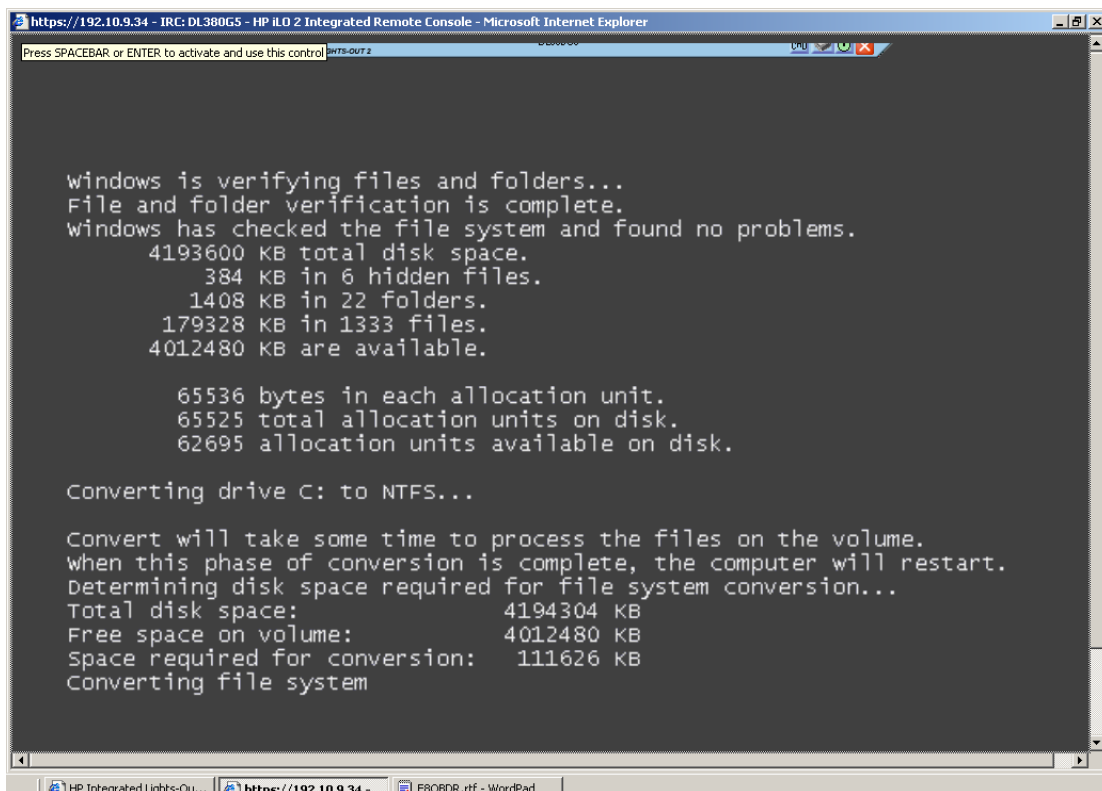 https://192.10.9.34 - IRC: DL380G5 - HP iLO 2 Integrated Remote Console - Microsoft Internet Explorer
Press SPACEBAR or ENTER to activate and use this control
GHTS-OUT 2
Windows is verifying files and folders...
File and folder verification is complete.
Windows has checked the file system and found no problems.
4193600 KB total disk space.
384 KB in 6 hidden files.
1408 KB in 22 folders.
179328 KB in 1333 files.
4012480 KB are available.
65536 bytes in each allocation unit.
65525 total allocation units on disk.
62695 allocation units available on disk.
Converting drive C: to NTFS...
Convert will take some time to process the files on the volume.
When this phase of conversion is complete, the computer will restart.
Determining disk space required for file system conversion...
Total disk space: 4194304 KB
Free space on volume: 4012480 KB
Space required for conversion: 111626 KB
Converting file system
HP Integrated Lights-Ou... https://192.10.9.34 - F8OBDR.rtf - WordPad